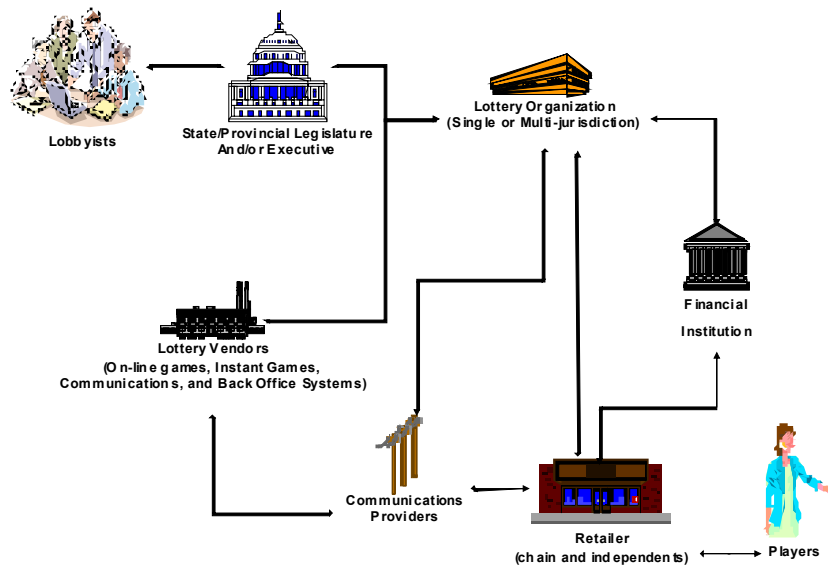 Lobbyists
State/Provincial Legislature
And/or Executive
Lottery Organization
(Single or Multi-jurisdiction)
Financial
Institution
Lottery Vendors
(On-line games, Instant Games,
Communications, and Back Office Systems)
Communications
Providers
Retailer
(chain and independents)
Players